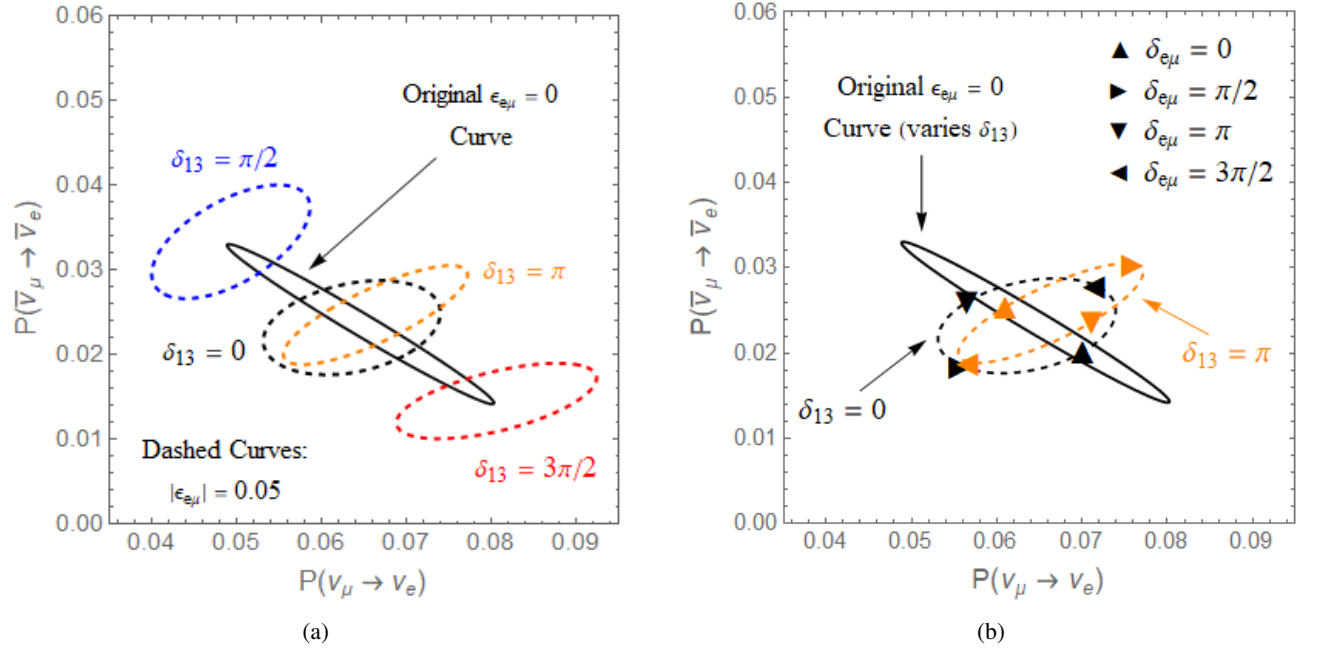 0.06
0.05
0.04
0.03
0.02
0.01
0.00
P(ν̅μ → ν̅e)
Original ϵeμ = 0
Curve
δ13 = π/2
δ13 = π
δ13 = 0
δ13 = 3π/2
Dashed Curves:
|ϵeμ| = 0.05
0.04 0.05 0.06 0.07 0.08 0.09
P(νμ → νe)
(a)
0.06
0.05
0.04
0.03
0.02
0.01
0.00
P(ν̅μ → ν̅e)
Original ϵeμ = 0
Curve (varies δ13)
▲ δeμ = 0
► δeμ = π/2
▼ δeμ = π
◄ δeμ = 3π/2
δ13 = π
δ13 = 0
0.04 0.05 0.06 0.07 0.08 0.09
P(νμ → νe)
(b)